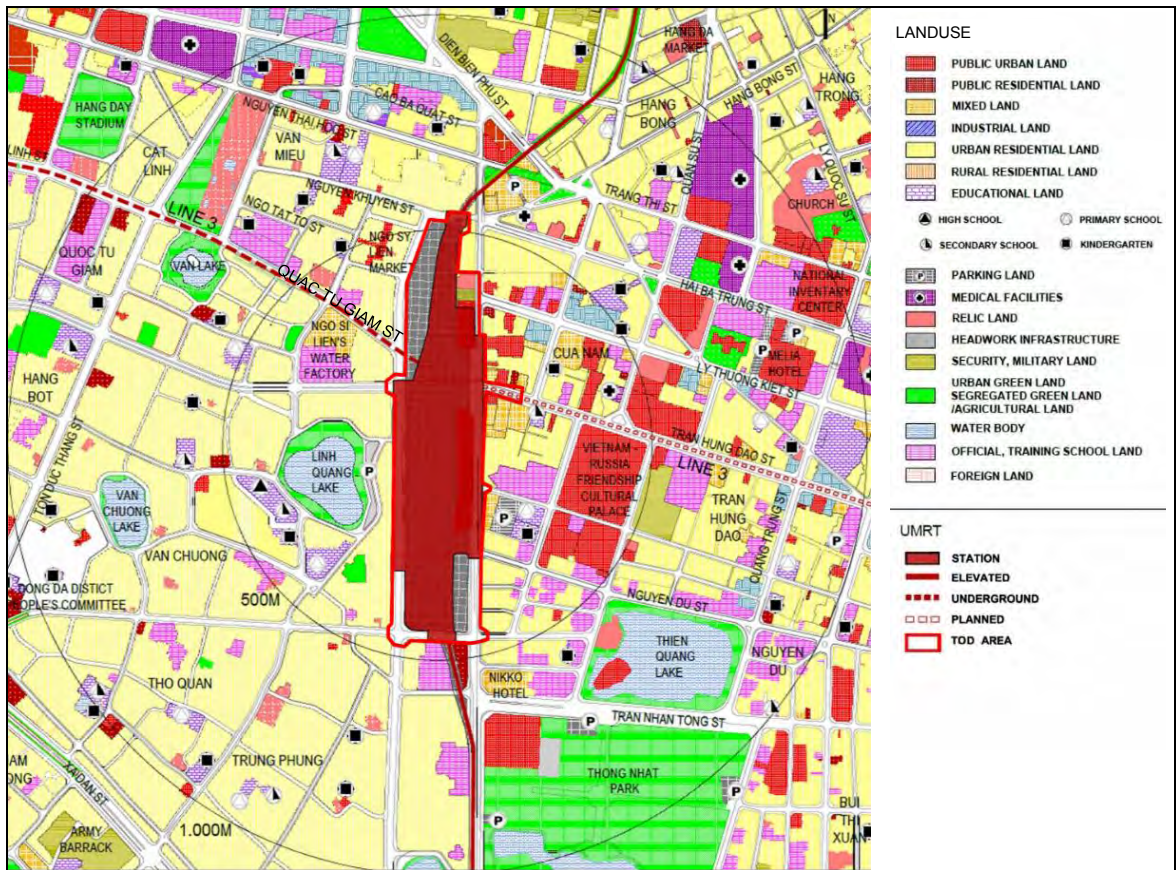 HANG DA
MARKET
DIEN BIEN PHU ST
HANG BONG ST
HANG
TRONG
HANG DAY
STADIUM
CAO BA QUAT ST
HANG
BONG
NGUYEN THAI HOC ST
VAN
MIEU
CAT
LINH
LINH ST
QUAN SU ST
LY QUOC SU ST
NGUYEN KHUYEN ST
TRANG THI ST
CHURCH
LINE 3
NGO TAT TO ST
NGO SY
LIEN
MARKET
QUOC TU
GIAM
VAN LAKE
QUAC TU GIAM ST
HAI BA TRUNG ST
NATIONAL
INVENTARY
CENTER
NGO SI
LIEN'S
WATER
FACTORY
CUA NAM
MELIA
HOTEL
LY THUONG KIET ST
HANG
BOT
TON DUC THANG ST
TRAN HUNG DAO ST
LINE 3
LINH
QUANG
LAKE
VIETNAM -
RUSSIA
FRIENDSHIP
CULTURAL
PALACE
TRAN
HUNG
DAO
QUANG TRUNG ST
VAN
CHUONG
LAKE
VAN CHUONG
DONG DA DISTICT
PEOPLE'S COMMITTEE
500M
NGUYEN DU ST
THIEN
QUANG
LAKE
NGUYEN
DU
THO QUAN
NIKKO
HOTEL
TRAN NHAN TONG ST
TRUNG PHUNG
THONG NHAT
PARK
XA DAN ST
1.000M
ARMY
BARRACK
BUI
THI
XUAN
N
P
P
P
P
P
P
P
P
P
LANDUSE
PUBLIC URBAN LAND
PUBLIC RESIDENTIAL LAND
MIXED LAND
INDUSTRIAL LAND
URBAN RESIDENTIAL LAND
RURAL RESIDENTIAL LAND
EDUCATIONAL LAND
HIGH SCHOOL
PRIMARY SCHOOL
SECONDARY SCHOOL
KINDERGARTEN
P PARKING LAND
MEDICAL FACILITIES
RELIC LAND
HEADWORK INFRASTRUCTURE
SECURITY, MILITARY LAND
URBAN GREEN LAND
SEGREGATED GREEN LAND
/AGRICULTURAL LAND
WATER BODY
OFFICIAL, TRAINING SCHOOL LAND
FOREIGN LAND
UMRT
STATION
ELEVATED
UNDERGROUND
PLANNED
TOD AREA